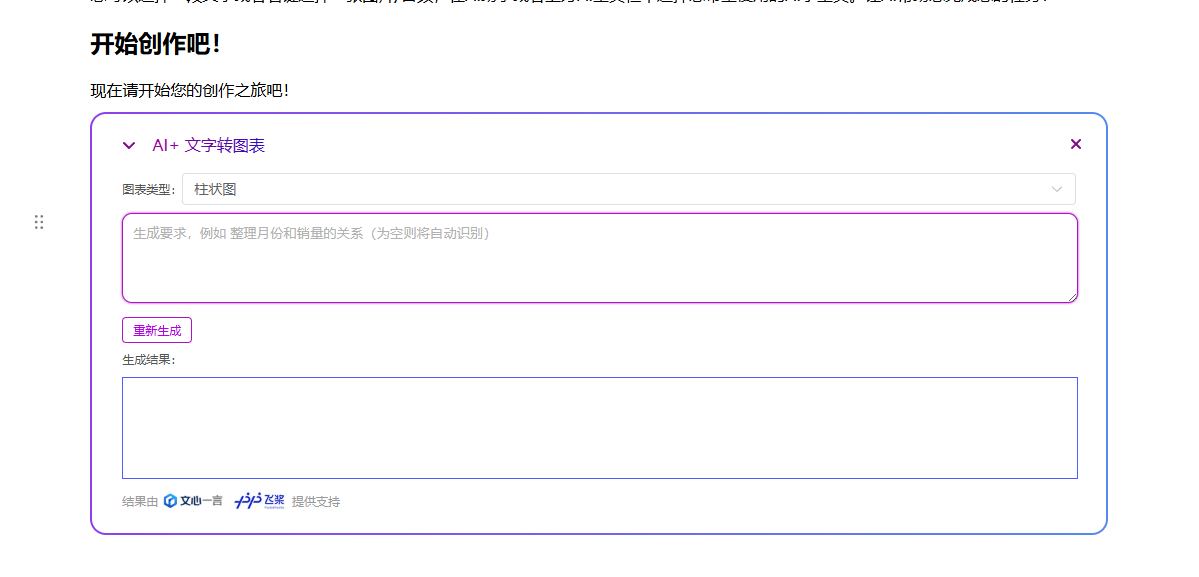 开始创作吧！
现在请开始您的创作之旅吧！
AI+ 文字转图表
图表类型： 柱状图
生成要求，例如 整理月份和销量的关系（为空则将自动识别）
重新生成
生成结果：
结果由 文心一言 飞桨 提供支持